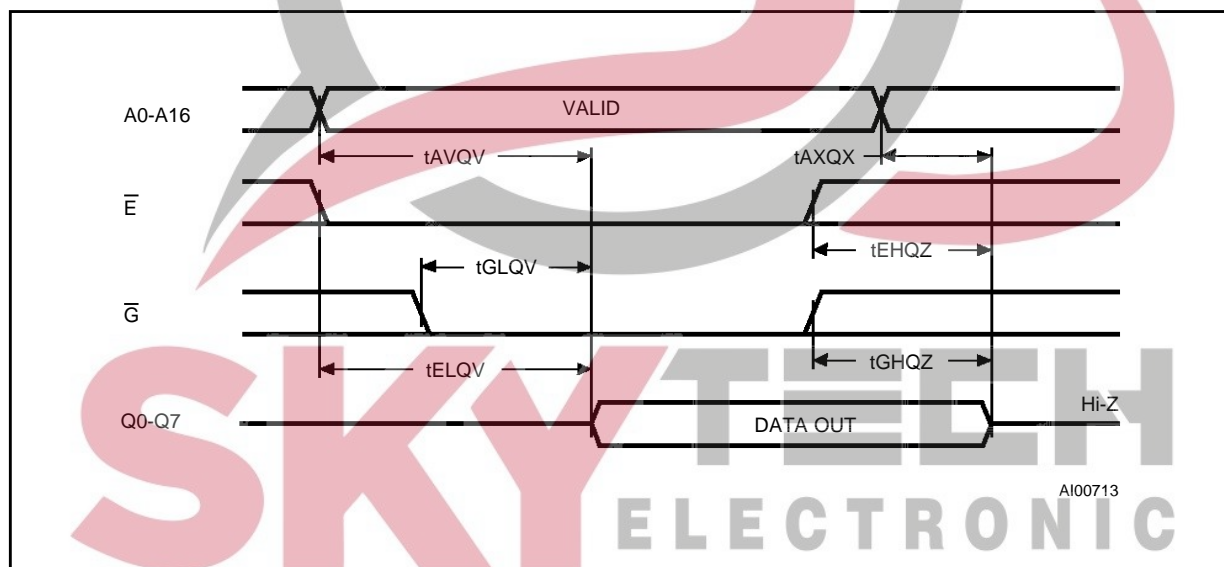 A0-A16
VALID
tAVQV
tAXQX
E̅
tEHQZ
tGLQV
G̅
tELQV
tGHQZ
Q0-Q7
DATA OUT
Hi-Z
AI00713
SKYTECH
ELECTRONIC